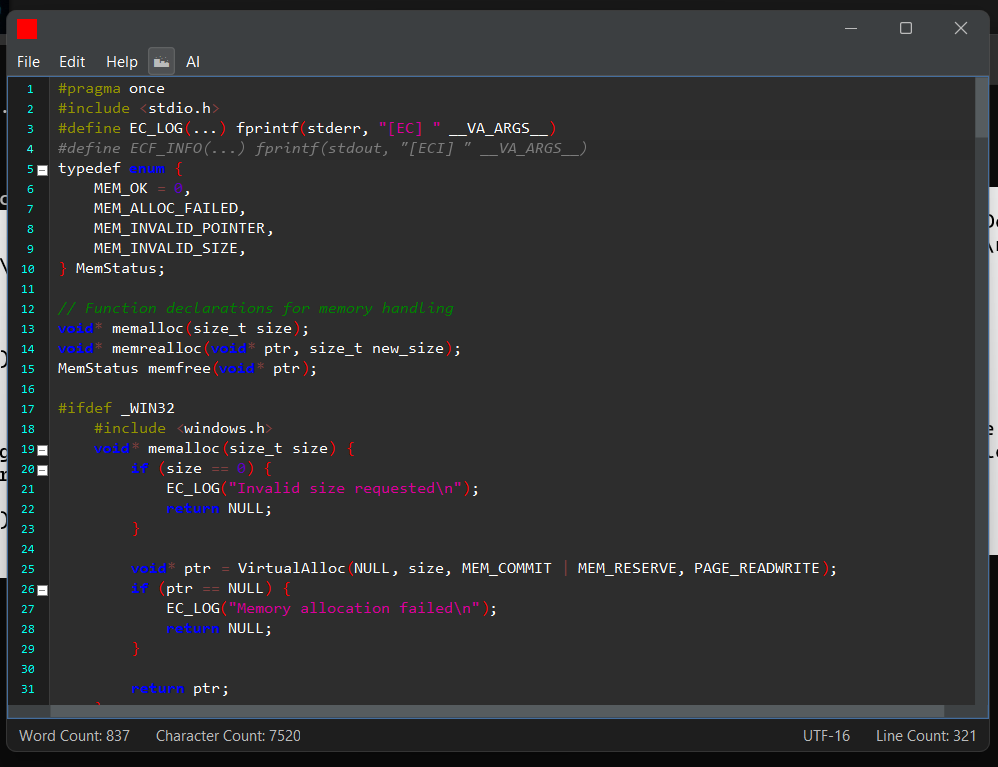 File Edit Help AI
1 #pragma once
2 #include <stdio.h>
3 #define EC_LOG(...) fprintf(stderr, "[EC] " __VA_ARGS__)
4 #define ECF_INFO(...) fprintf(stdout, "[ECI] " __VA_ARGS__)
5 typedef enum {
6     MEM_OK = 0,
7     MEM_ALLOC_FAILED,
8     MEM_INVALID_POINTER,
9     MEM_INVALID_SIZE,
10 } MemStatus;
11
12 // Function declarations for memory handling
13 void* memalloc(size_t size);
14 void* memrealloc(void* ptr, size_t new_size);
15 MemStatus memfree(void* ptr);
16
17 #ifdef _WIN32
18     #include <windows.h>
19     void* memalloc(size_t size) {
20         if (size == 0) {
21             EC_LOG("Invalid size requested\n");
22             return NULL;
23         }
24
25         void* ptr = VirtualAlloc(NULL, size, MEM_COMMIT | MEM_RESERVE, PAGE_READWRITE);
26         if (ptr == NULL) {
27             EC_LOG("Memory allocation failed\n");
28             return NULL;
29         }
30
31         return ptr;
Word Count: 837 Character Count: 7520 UTF-16 Line Count: 321